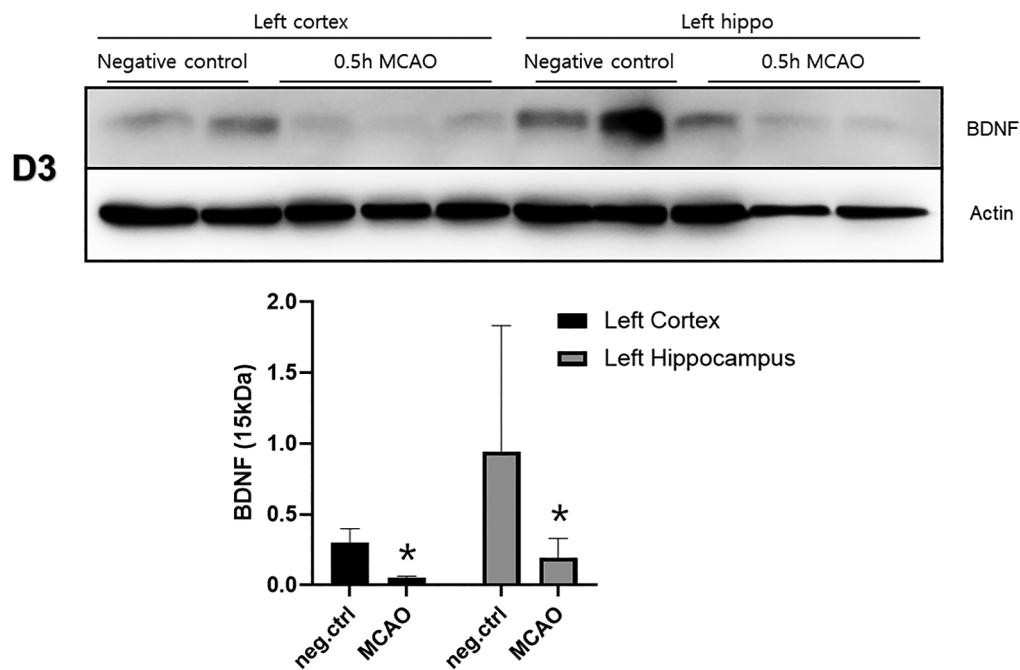 Left cortex Left hippo
Negative control 0.5h MCAO Negative control 0.5h MCAO
BDNF
D3
Actin
2.0
1.5
1.0
0.5
0.0
BDNF (15kDa)
Left Cortex
Left Hippocampus
* *
neg.ctrl MCAO neg.ctrl MCAO